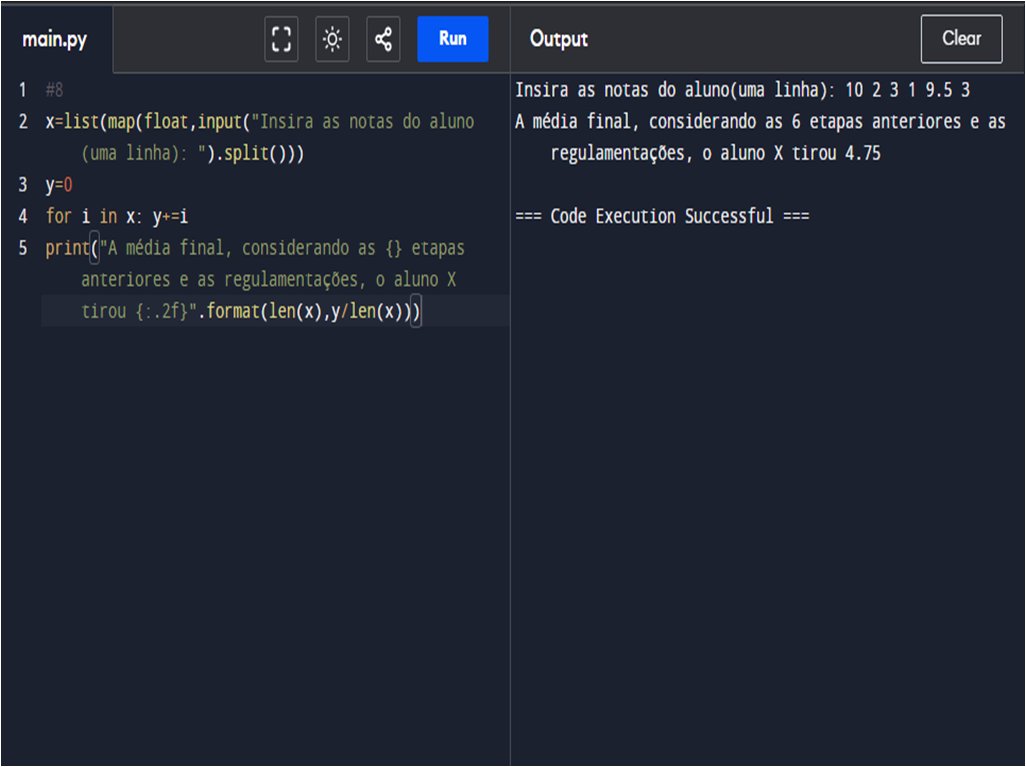 main.py
Run
Output
Clear
1 #8
2 x=list(map(float,input("Insira as notas do aluno
(uma linha): ").split()))
3 y=0
4 for i in x: y+=i
5 print("A média final, considerando as {} etapas
anteriores e as regulamentações, o aluno X
tirou {:.2f}".format(len(x),y/len(x)))
Insira as notas do aluno(uma linha): 10 2 3 1 9.5 3
A média final, considerando as 6 etapas anteriores e as
regulamentações, o aluno X tirou 4.75
=== Code Execution Successful ===